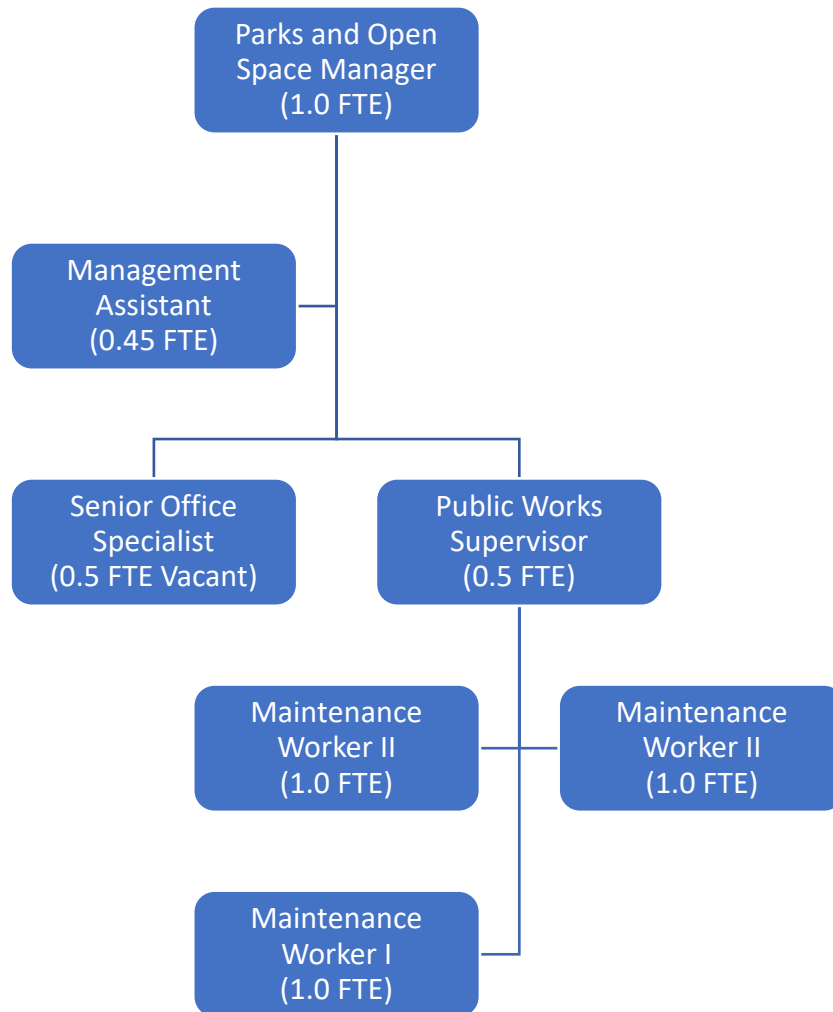 Parks and Open
Space Manager
(1.0 FTE)
Management
Assistant
(0.45 FTE)
Senior Office
Specialist
(0.5 FTE Vacant)
Public Works
Supervisor
(0.5 FTE)
Maintenance
Worker II
(1.0 FTE)
Maintenance
Worker II
(1.0 FTE)
Maintenance
Worker I
(1.0 FTE)